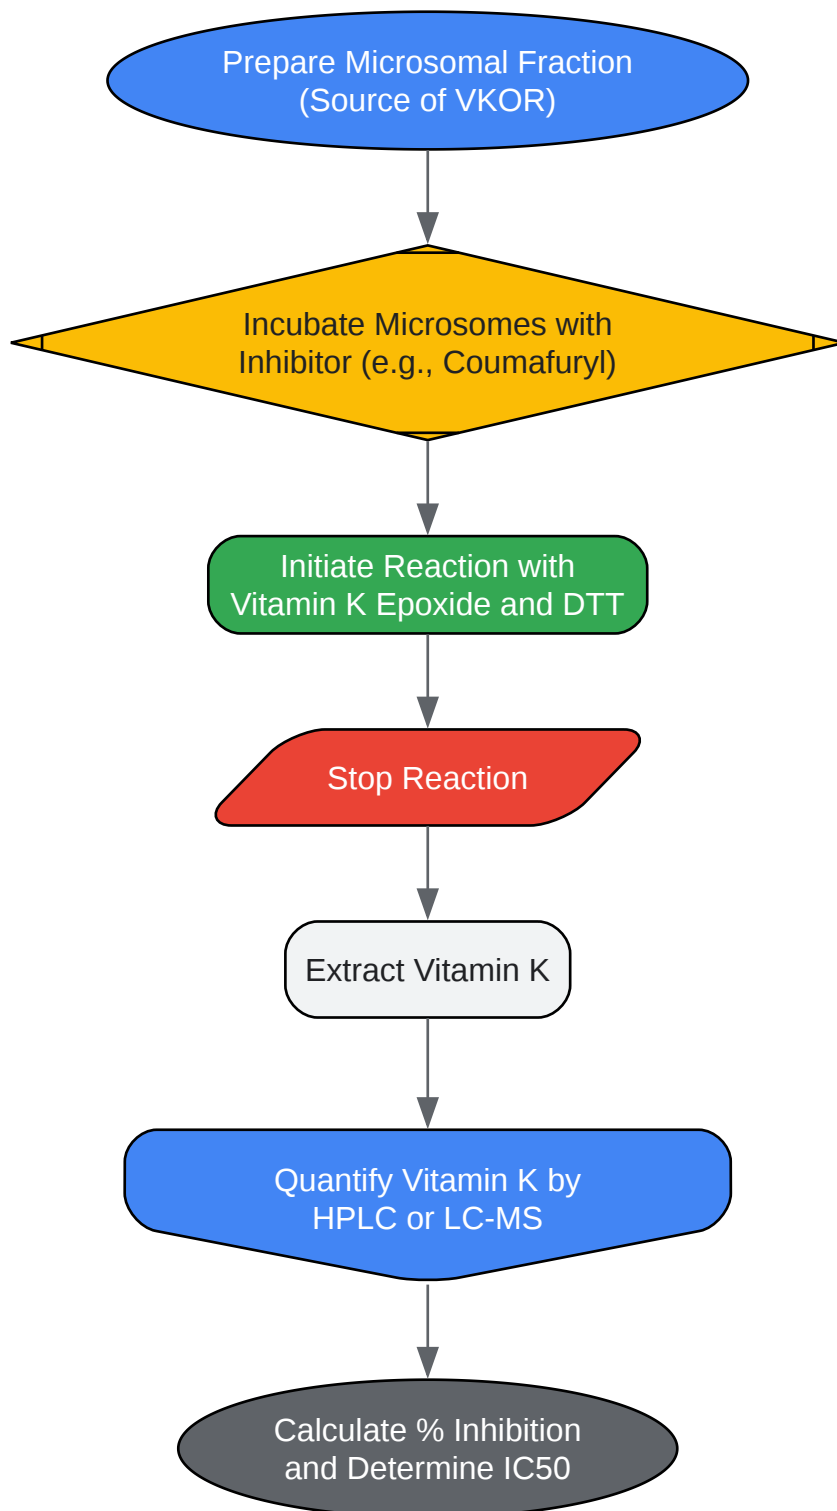 Prepare Microsomal Fraction
(Source of VKOR)
Incubate Microsomes with
Inhibitor (e.g., Coumafuryl)
Initiate Reaction with
Vitamin K Epoxide and DTT
Stop Reaction
Extract Vitamin K
Quantify Vitamin K by
HPLC or LC-MS
Calculate % Inhibition
and Determine IC50